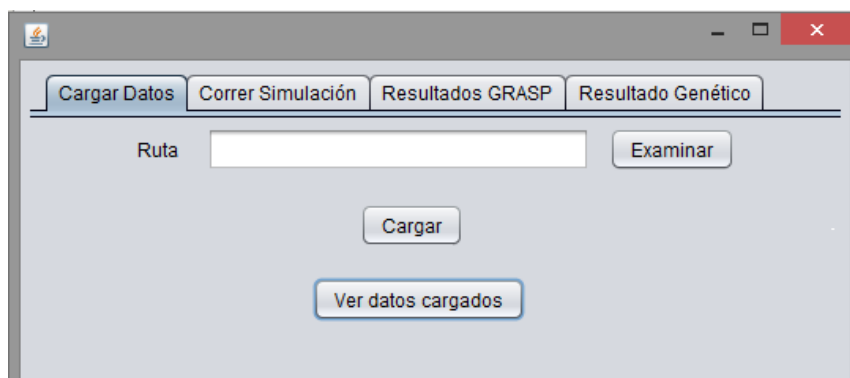 Cargar Datos Correr Simulación Resultados GRASP Resultado Genético
Ruta Examinar
Cargar
Ver datos cargados